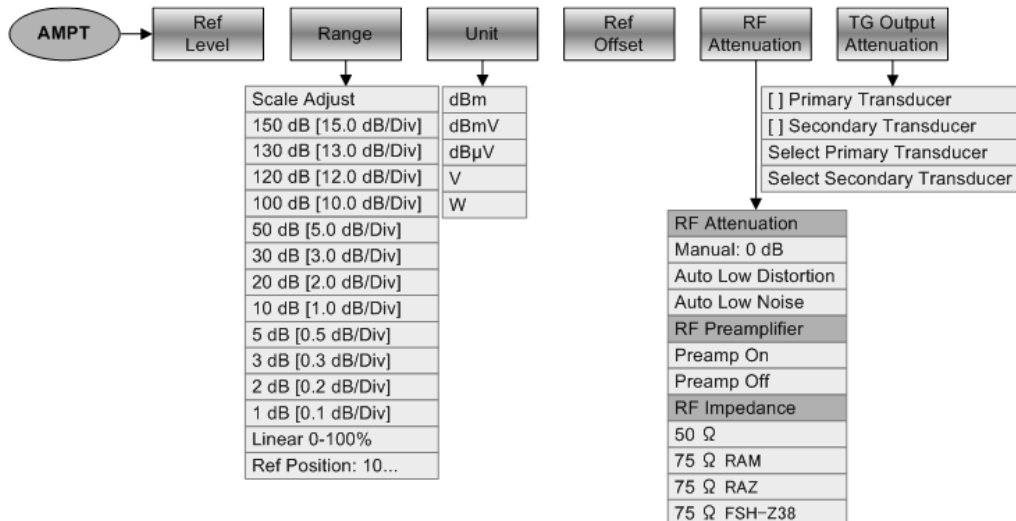 AMPT
Ref
Level
Range
Unit
Ref
Offset
RF
Attenuation
TG Output
Attenuation
Scale Adjust
150 dB [15.0 dB/Div]
130 dB [13.0 dB/Div]
120 dB [12.0 dB/Div]
100 dB [10.0 dB/Div]
50 dB [5.0 dB/Div]
30 dB [3.0 dB/Div]
20 dB [2.0 dB/Div]
10 dB [1.0 dB/Div]
5 dB [0.5 dB/Div]
3 dB [0.3 dB/Div]
2 dB [0.2 dB/Div]
1 dB [0.1 dB/Div]
Linear 0-100%
Ref Position: 10...
dBm
dBmV
dBμV
V
W
[ ] Primary Transducer
[ ] Secondary Transducer
Select Primary Transducer
Select Secondary Transducer
RF Attenuation
Manual: 0 dB
Auto Low Distortion
Auto Low Noise
RF Preamplifier
Preamp On
Preamp Off
RF Impedance
50 Ω
75 Ω RAM
75 Ω RAZ
75 Ω FSH-Z38